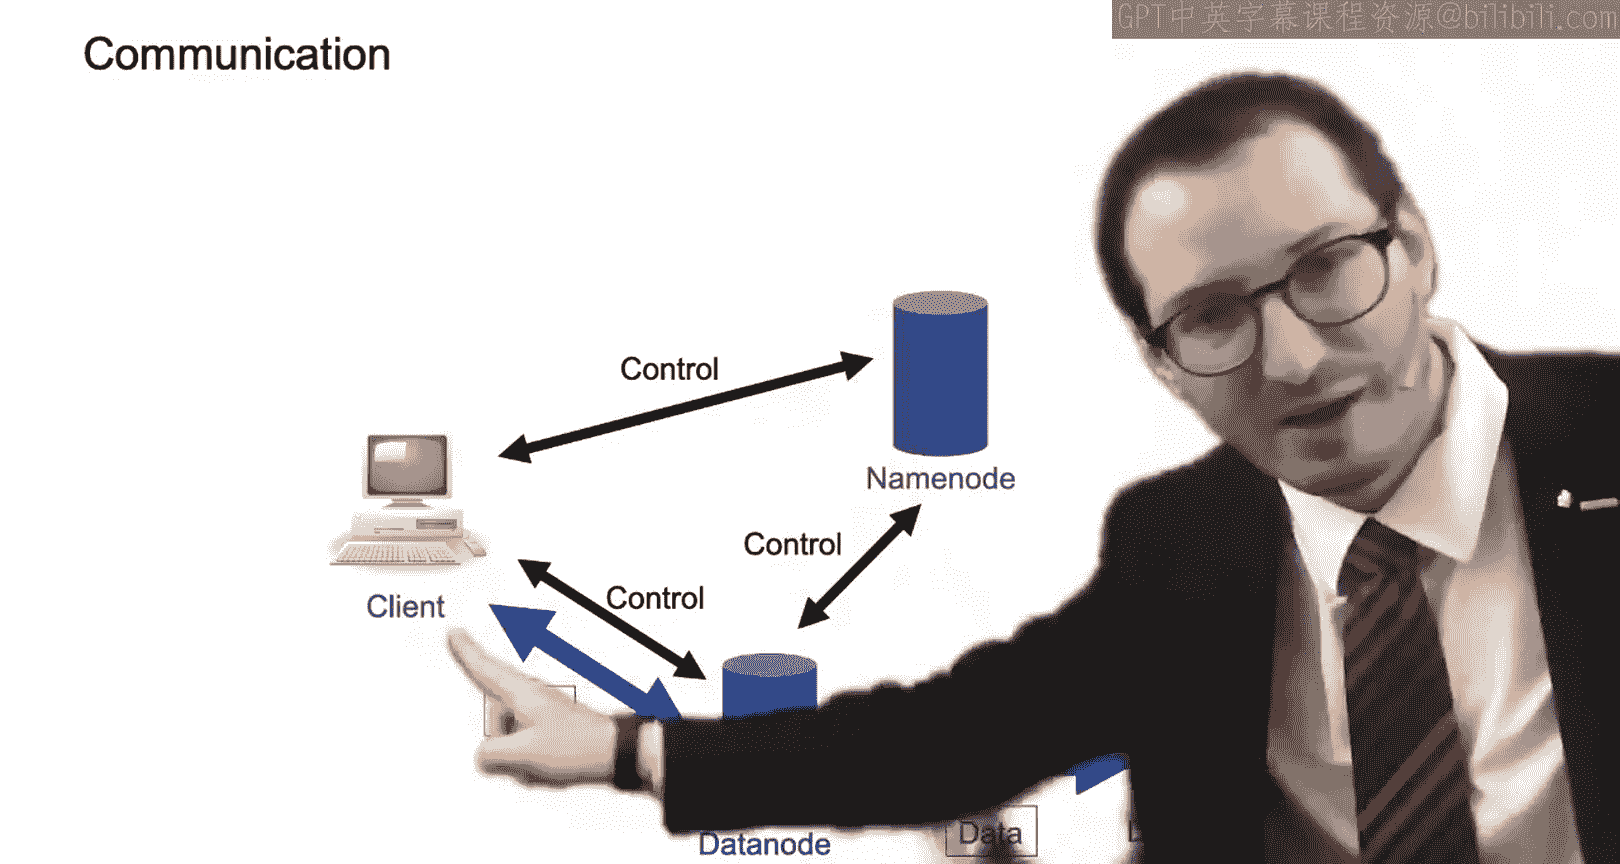 GPT中英字幕课程资源@bilibili.com
Communication
Control
Namenode
Control
Control
Client
Data
Datanode